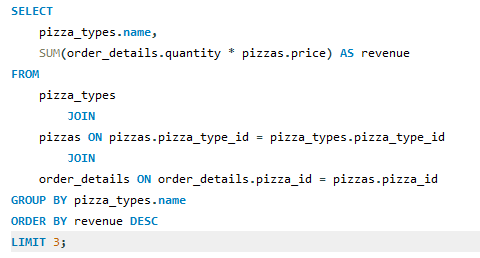 SELECT
    pizza_types.name,
    SUM(order_details.quantity * pizzas.price) AS revenue
FROM
    pizza_types
        JOIN
    pizzas ON pizzas.pizza_type_id = pizza_types.pizza_type_id
        JOIN
    order_details ON order_details.pizza_id = pizzas.pizza_id
GROUP BY pizza_types.name
ORDER BY revenue DESC
LIMIT 3;